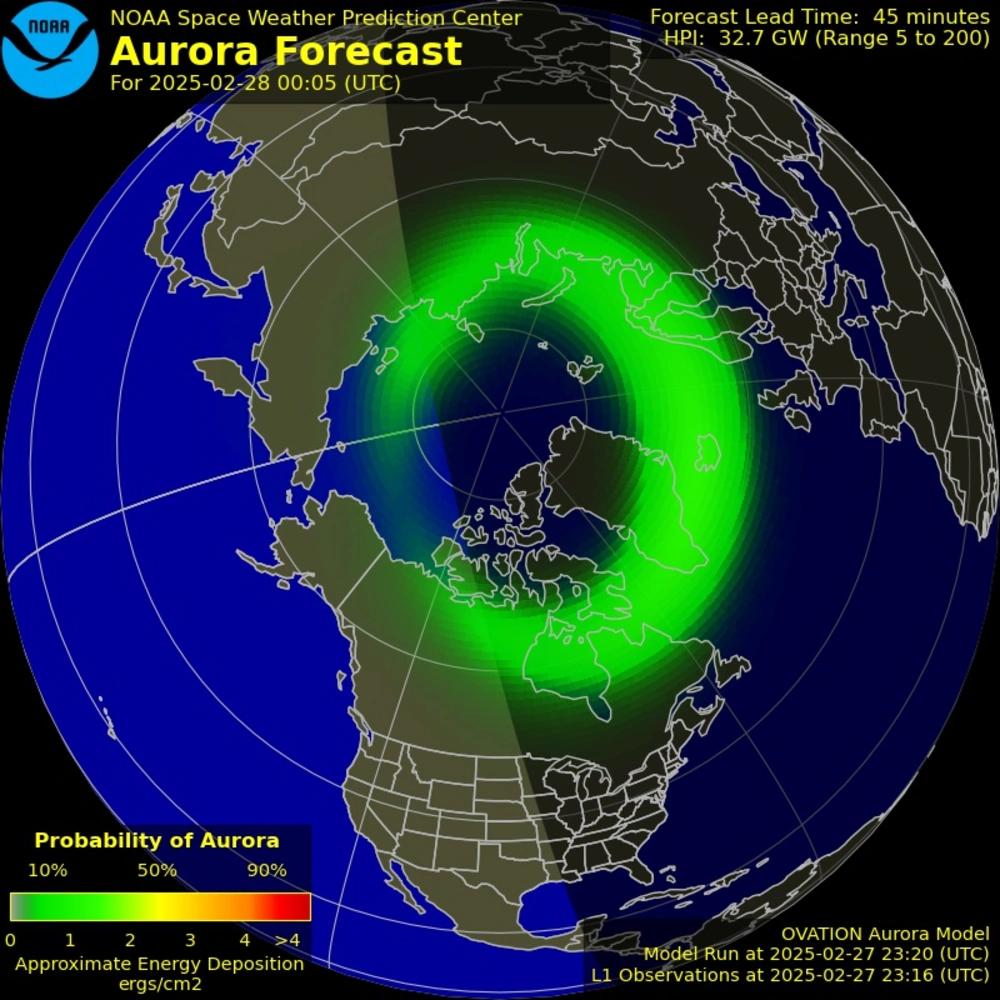 NOAA
NOAA Space Weather Prediction Center
Aurora Forecast
For 2025-02-28 00:05 (UTC)
Forecast Lead Time: 45 minutes
HPI: 32.7 GW (Range 5 to 200)
Probability of Aurora
10% 50% 90%
0 1 2 3 4 >4
Approximate Energy Deposition
ergs/cm2
OVATION Aurora Model
Model Run at 2025-02-27 23:20 (UTC)
L1 Observations at 2025-02-27 23:16 (UTC)